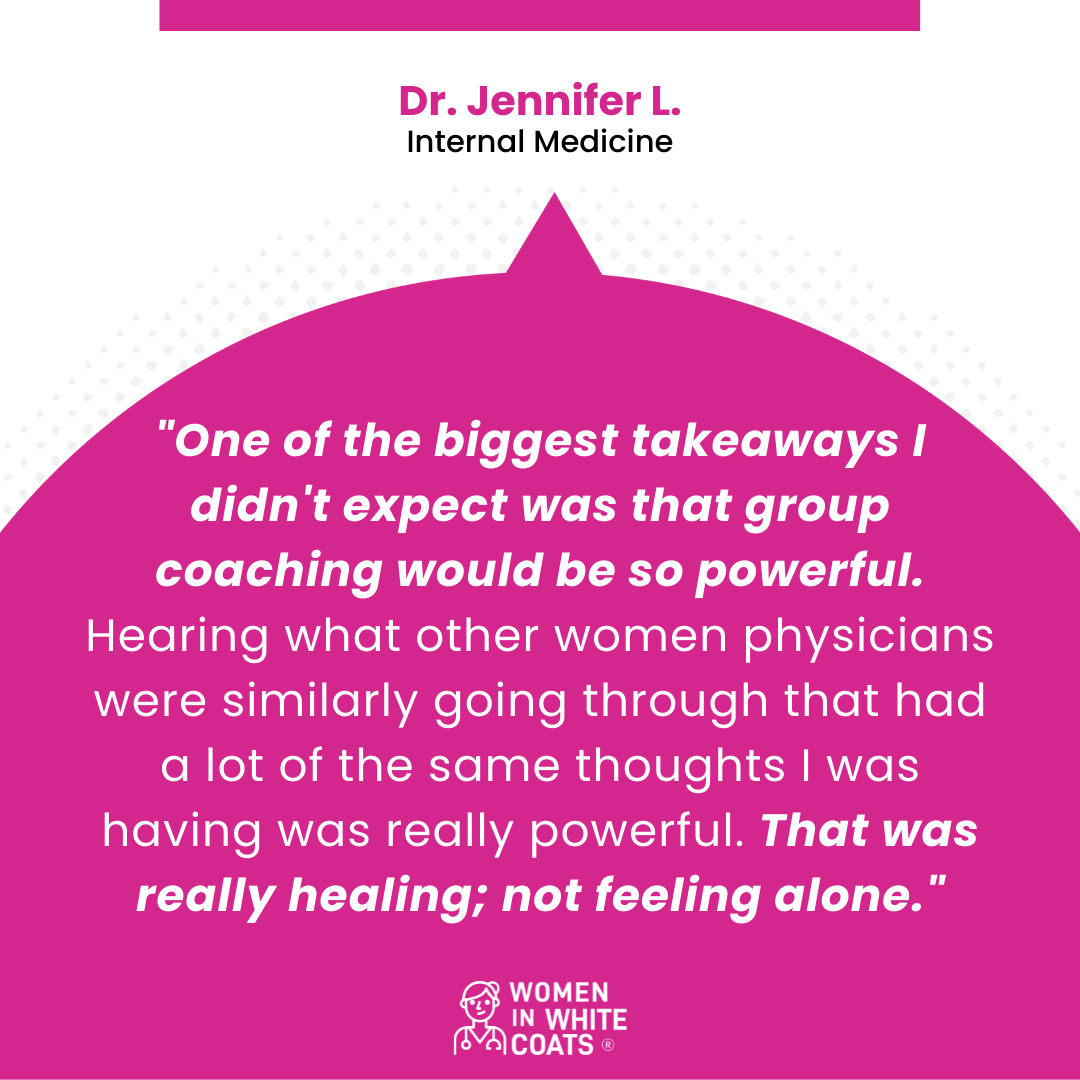 Dr. Jennifer L.
Internal Medicine
"One of the biggest takeaways I
didn't expect was that group
coaching would be so powerful.
Hearing what other women physicians
were similarly going through that had
a lot of the same thoughts I was
having was really powerful. That was
really healing; not feeling alone."
WOMEN
IN WHITE
COATS ®